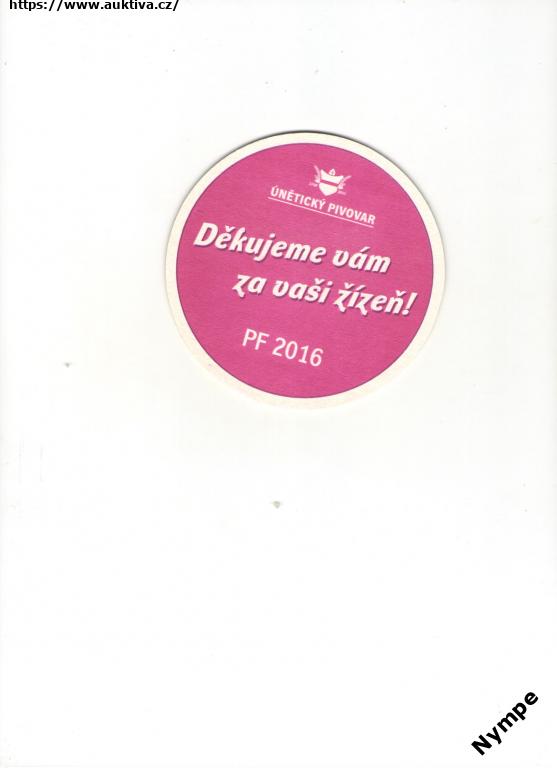 https://www.auktiva.cz/
ÚNĚTICKÝ PIVOVAR
Děkujeme vám
za vaši žízeň!
PF 2016
Nympe